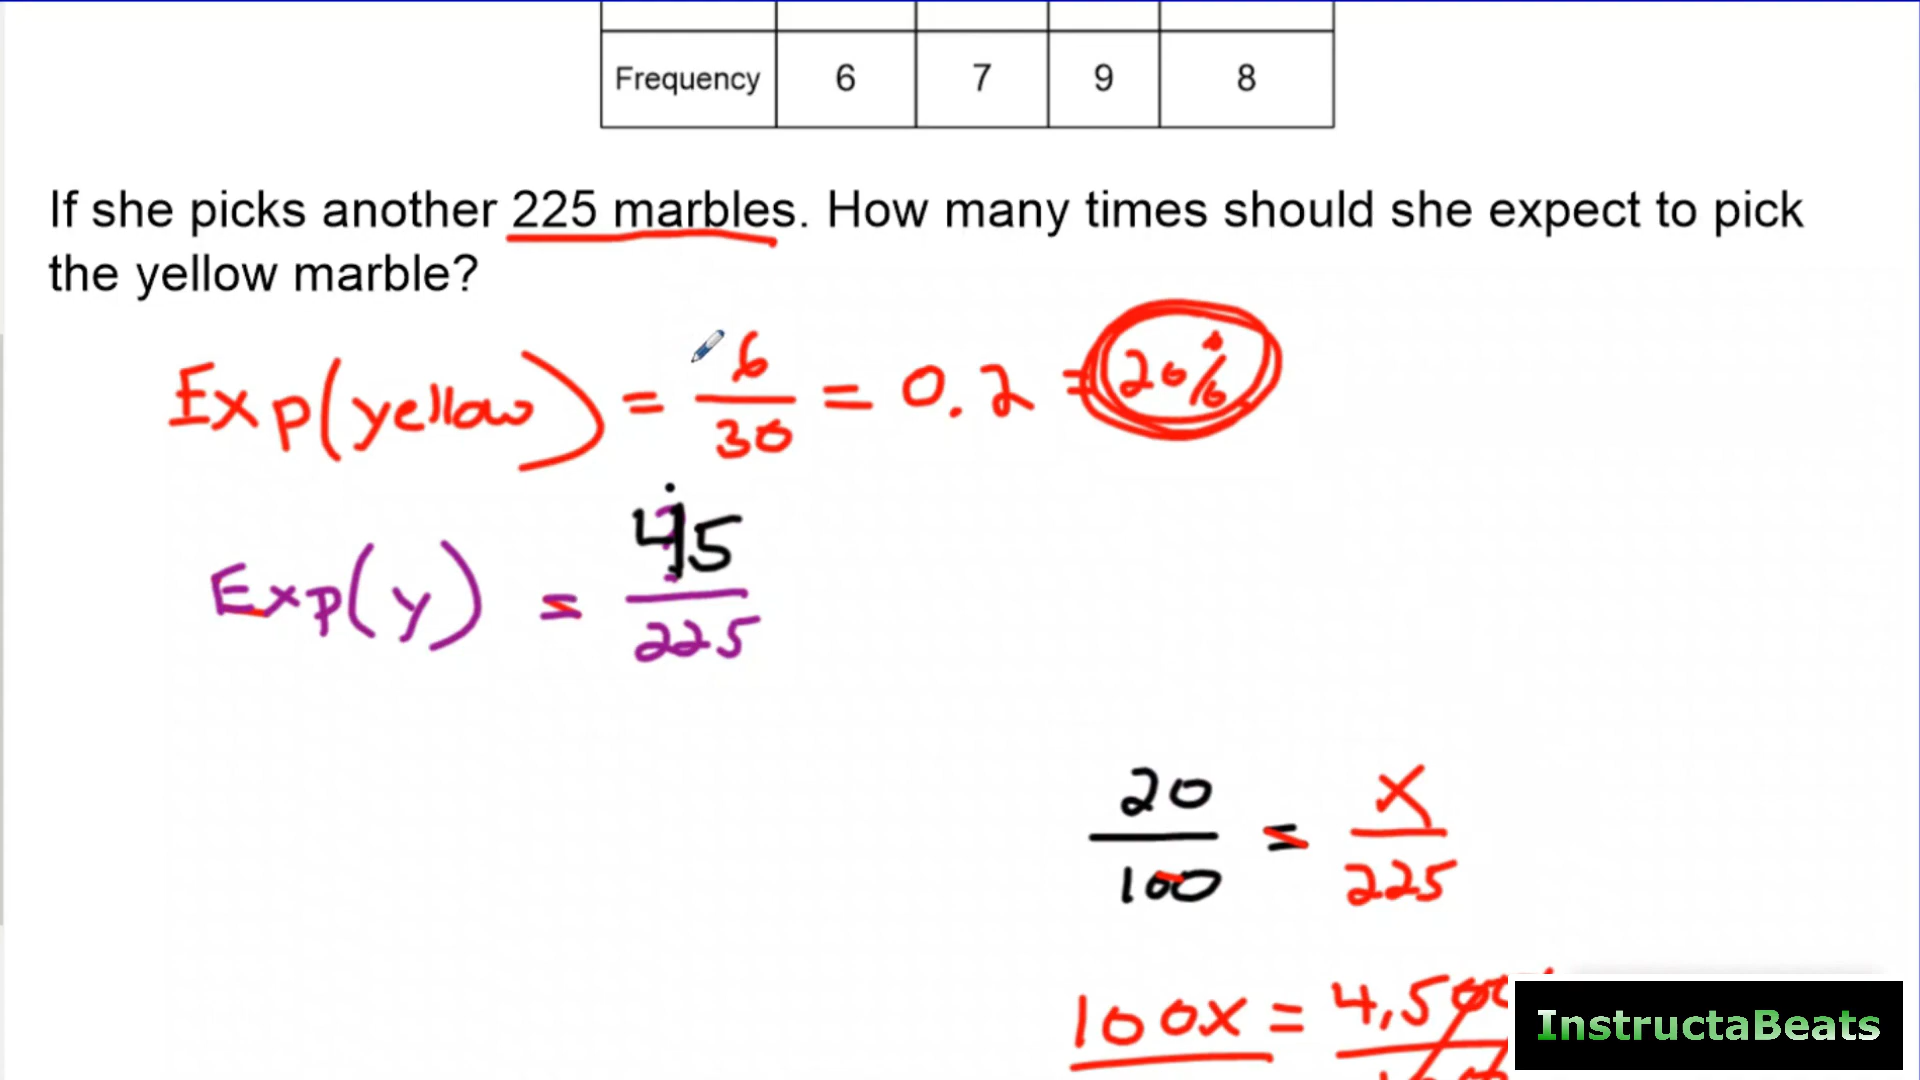 Frequency 6 7 9 8
If she picks another 225 marbles. How many times should she expect to pick
the yellow marble?
Exp(yellow) = 6/30 = 0.2 = 20%
Exp(y) = 45/225
20/100 = x/225
100x = 4,500
InstructaBeats